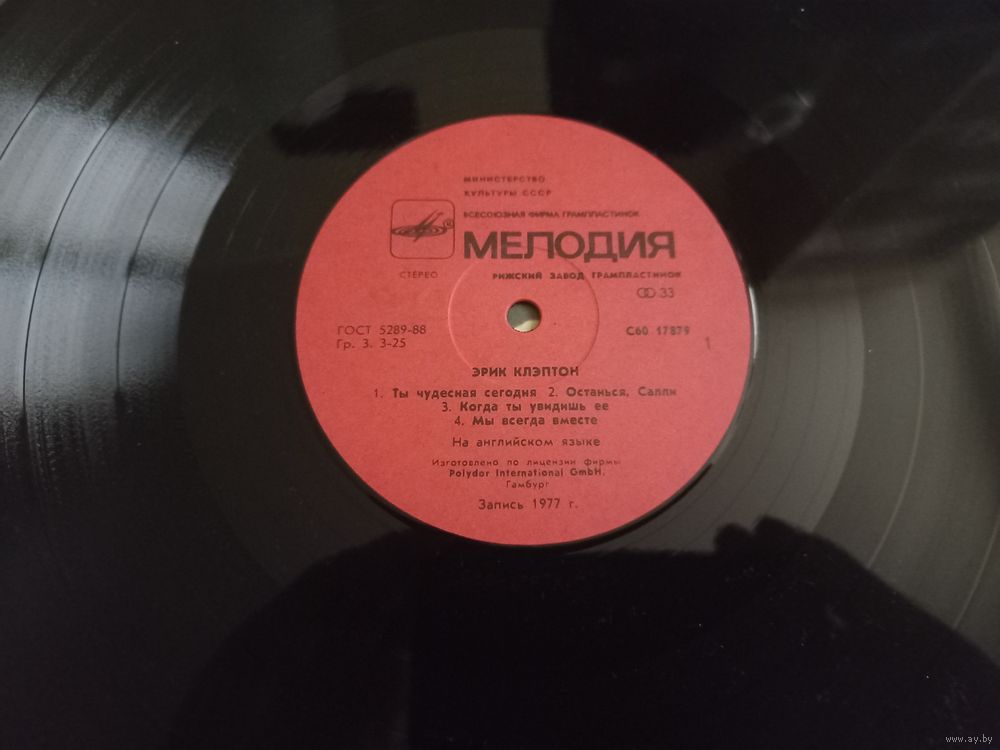 МИНИСТЕРСТВО
КУЛЬТУРЫ СССР
ВСЕСОЮЗНАЯ ФИРМА ГРАМПЛАСТИНОК
МЕЛОДИЯ
СТЕРЕО
РИЖСКИЙ ЗАВОД ГРАМПЛАСТИНОК
33
ГОСТ 5289-88
Гр. 3. 3-25
С60 17879
1
ЭРИК КЛЭПТОН
1. Ты чудесная сегодня 2. Останься, Салли
3. Когда ты увидишь ее
4. Мы всегда вместе
На английском языке
Изготовлено по лицензии фирмы
Polydor International GmbH.
Гамбург
Запись 1977 г.
www.ay.by